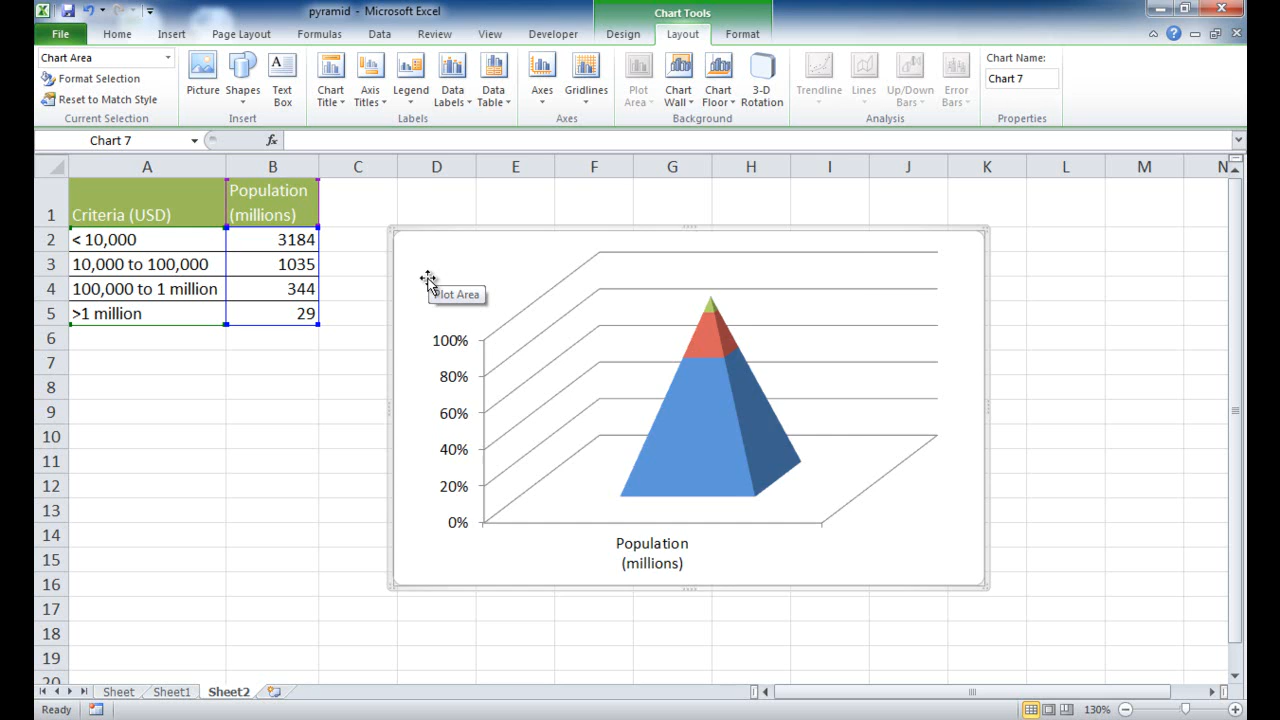 pyramid - Microsoft Excel
Chart Tools
File Home Insert Page Layout Formulas Data Review View Developer Design Layout Format
Chart Area
Format Selection
Reset to Match Style
Current Selection
Picture Shapes Text Box
Insert
Chart Title Axis Titles Legend Data Labels Data Table
Labels
Axes Gridlines
Axes
Plot Area Chart Wall Chart Floor 3-D Rotation
Background
Trendline Lines Up/Down Bars Error Bars
Analysis
Chart Name:
Chart 7
Properties
Chart 7 fx
A B C D E F G H I J K L M N
1 Criteria (USD) Population (millions)
2 < 10,000 3184
3 10,000 to 100,000 1035
4 100,000 to 1 million 344
5 >1 million 29
6
7
8
9
10
11
12
13
14
15
16
17
18
19
20
Plot Area
100%
80%
60%
40%
20%
0%
Population
(millions)
Sheet Sheet1 Sheet2
Ready 130%